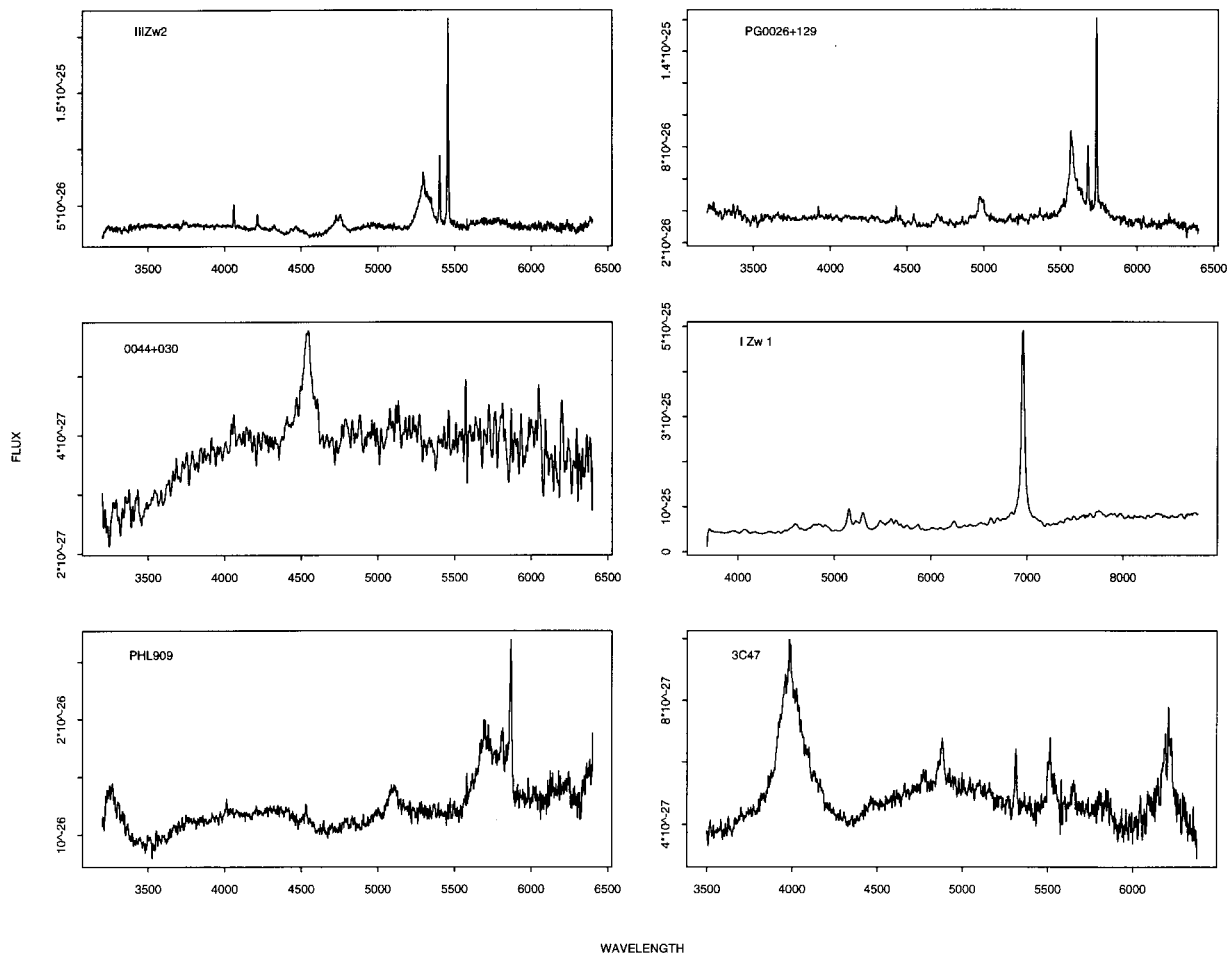 IIIZw2
5*10^-26 1.5*10^-25
3500 4000 4500 5000 5500 6000 6500
PG0026+129
2*10^-26 8*10^-26 1.4*10^-25
3500 4000 4500 5000 5500 6000 6500
0044+030
2*10^-27 4*10^-27
3500 4000 4500 5000 5500 6000 6500
I Zw 1
0 10^-25 3*10^-25 5*10^-25
4000 5000 6000 7000 8000
PHL909
10^-26 2*10^-26
3500 4000 4500 5000 5500 6000 6500
3C47
4*10^-27 8*10^-27
3500 4000 4500 5000 5500 6000
FLUX
WAVELENGTH